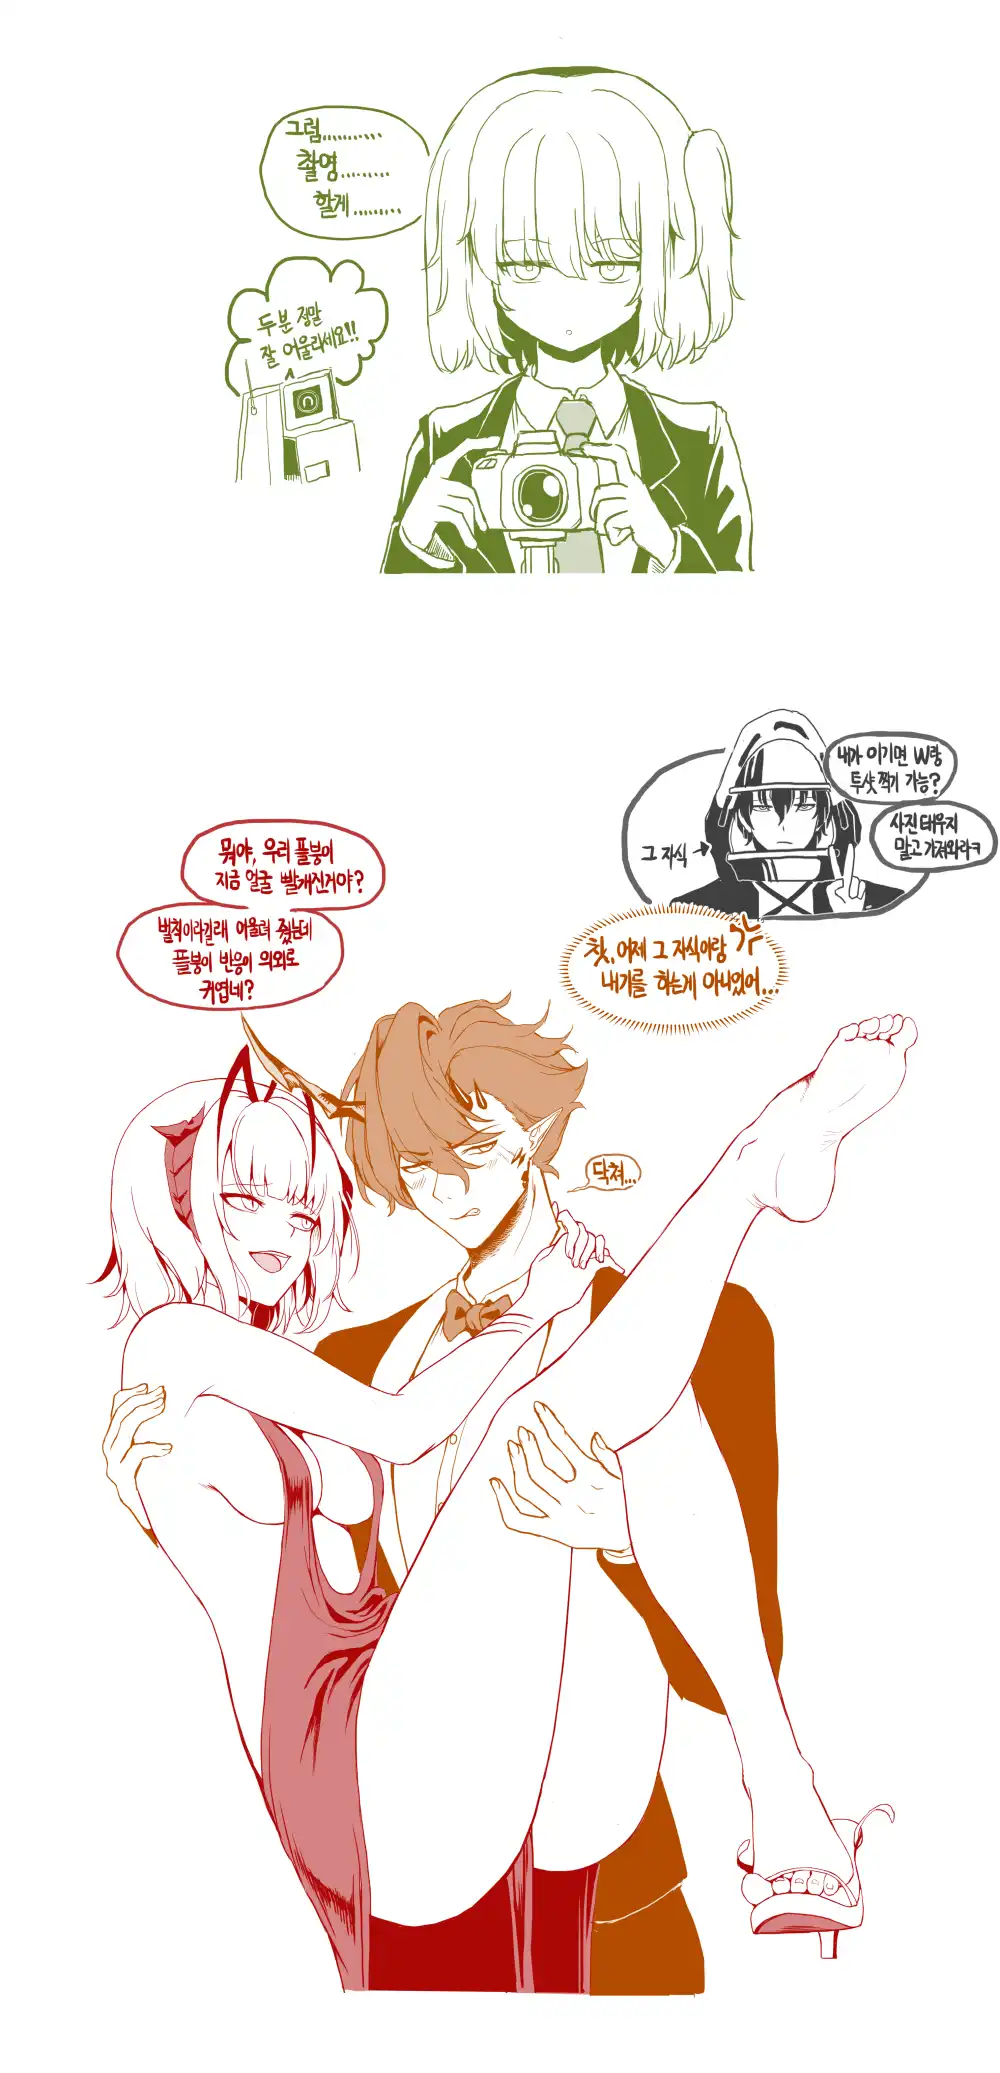 그럼...........
촬영.........
할게.........
두분 정말
잘 어울리세요!!
내가 이기면 W랑
투샷 찍기 가능?
사진 태우지
말고 가져와라ㅋ
그 자식
뭐야, 우리 플붕이
지금 얼굴 빨개진거야?
벌칙이라길래 어울려 줬는데
플붕이 반응이 의외로
귀엽네?
칫, 어제 그 자식이랑
내기를 하는게 아니었어...
닥쳐...